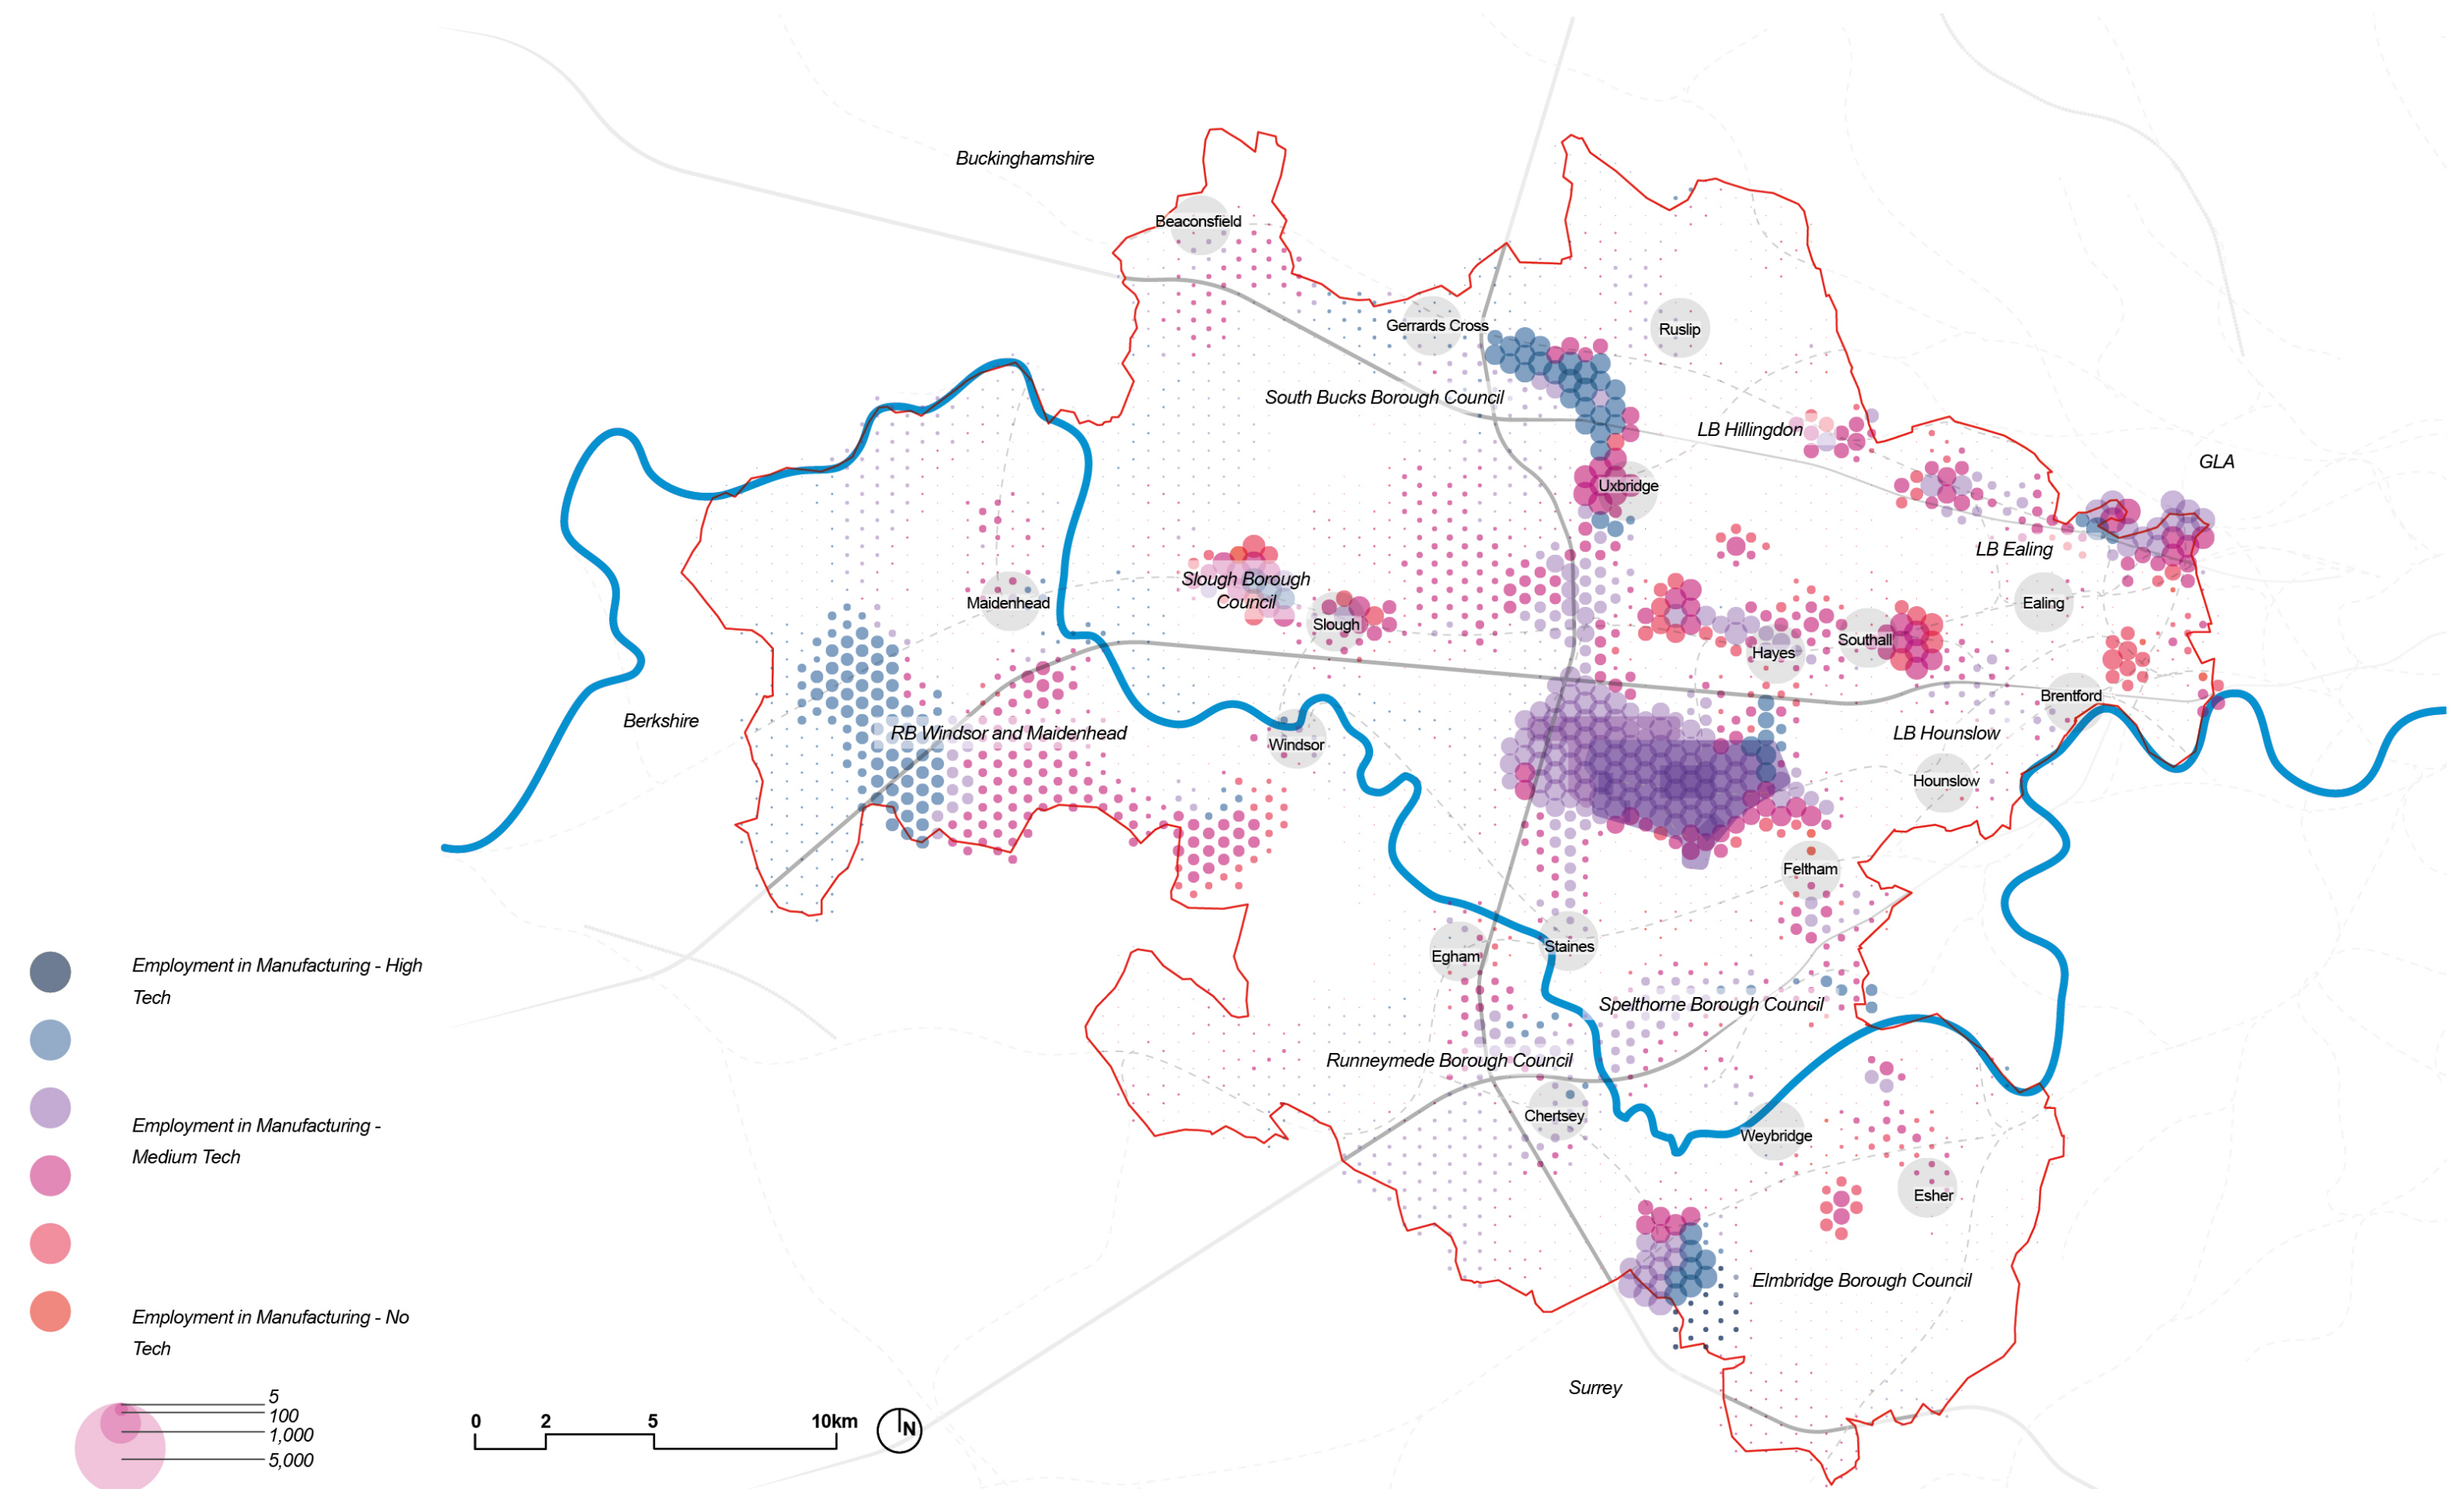 Buckinghamshire
Beaconsfield
Gerrards Cross
Ruslip
South Bucks Borough Council
LB Hillingdon
GLA
Uxbridge
LB Ealing
Slough Borough
Council
Maidenhead
Ealing
Slough
Southall
Hayes
Brentford
Berkshire
RB Windsor and Maidenhead
LB Hounslow
Windsor
Hounslow
Feltham
Staines
Egham
Employment in Manufacturing - High
Tech
Spelthorne Borough Council
Runneymede Borough Council
Chertsey
Employment in Manufacturing -
Medium Tech
Weybridge
Esher
Elmbridge Borough Council
Employment in Manufacturing - No
Tech
Surrey
5
100
1,000
5,000
0 2 5 10km
N